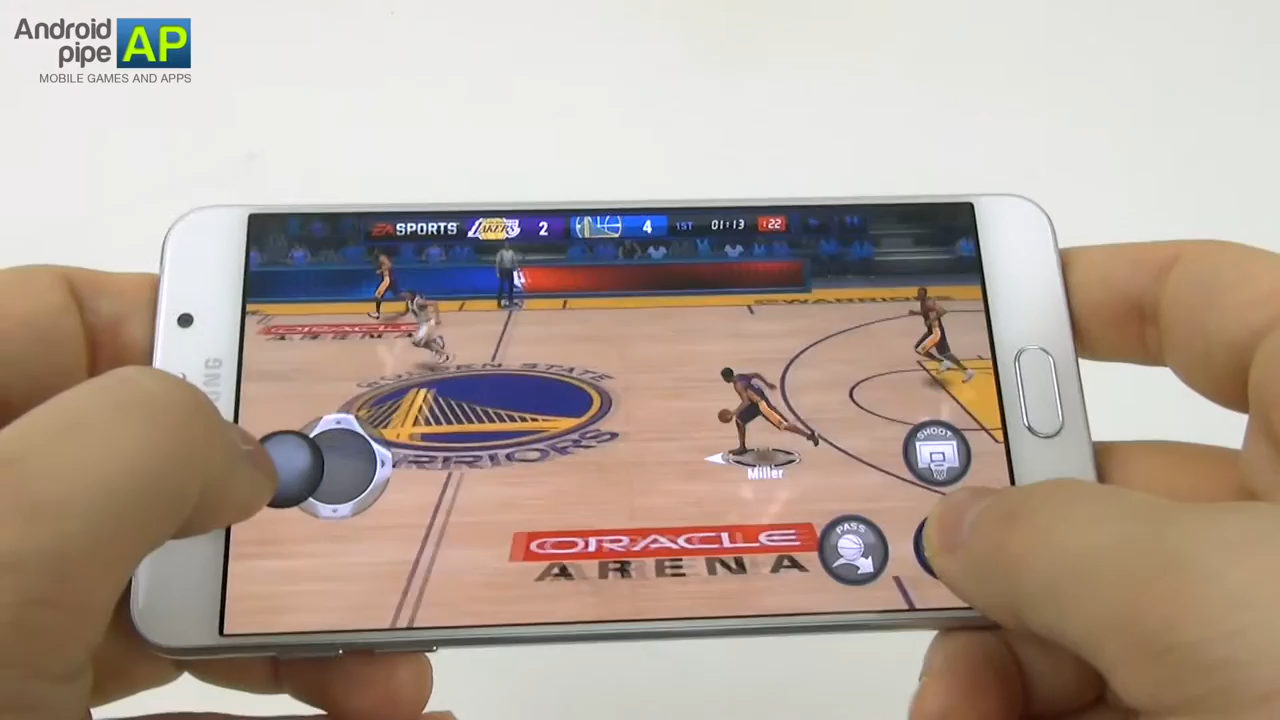 Android
pipe AP
MOBILE GAMES AND APPS
EA SPORTS LAKERS 2 4 1ST 01:13 :22
WARRIOR
ORACLE
ARENA
GOLDEN STATE
WARRIORS
SHOOT
Miller
PASS
ORACLE
ARENA